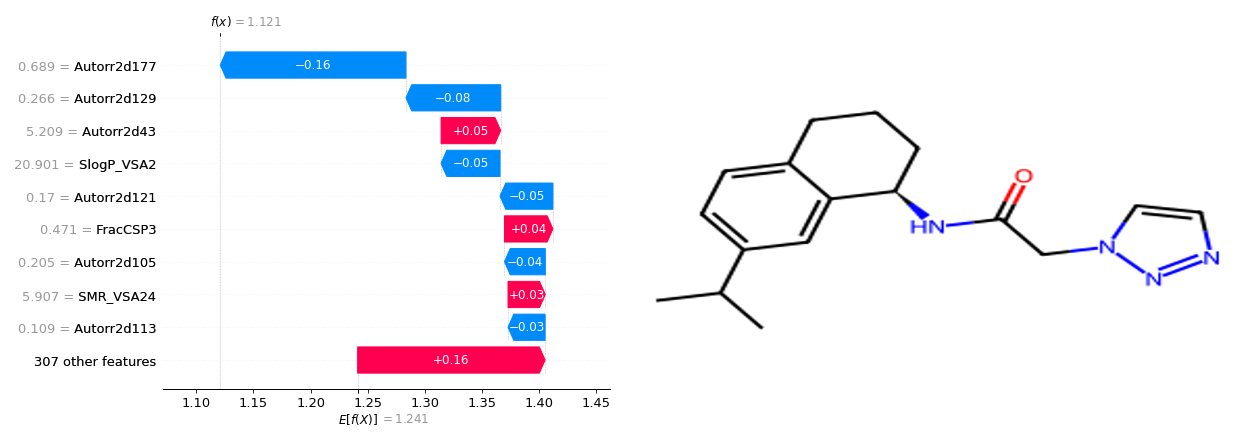 f(x) = 1.121
0.689 = Autorr2d177
−0.16
0.266 = Autorr2d129
−0.08
5.209 = Autorr2d43
+0.05
20.901 = SlogP_VSA2
−0.05
0.17 = Autorr2d121
−0.05
0.471 = FracCSP3
+0.04
0.205 = Autorr2d105
−0.04
5.907 = SMR_VSA24
+0.03
0.109 = Autorr2d113
−0.03
307 other features
+0.16
1.10 1.15 1.20 1.25 1.30 1.35 1.40 1.45
E[f(X)] = 1.241
O
HN
N
N
N